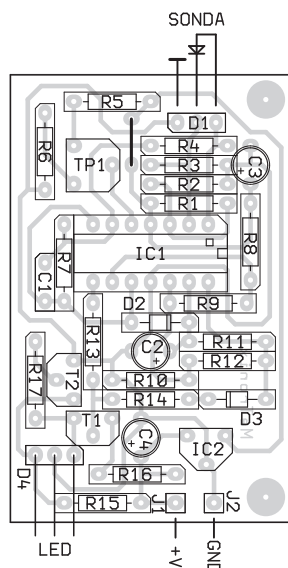 SONDA
R5
D1
R6
TP1
R4
R3
R2
R1
C3
+
IC1
R7
C1
R8
D2
R9
R13
C2
+
R11
R12
R17
T2
R10
R14
D3
T1
C4
+
IC2
D4
R16
R15
J1
J2
LED
+V
GND